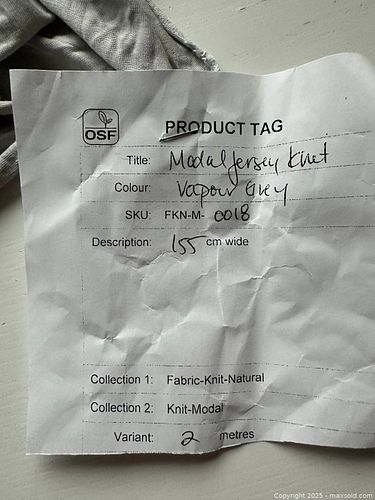 OSF
PRODUCT TAG
Title: Modal Jersey Knit
Colour: Vapour Grey
SKU: FKN-M- 0018
Description: 155 cm wide
Collection 1: Fabric-Knit-Natural
Collection 2: Knit-Modal
Variant: 2 metres
Copyright 2025 - maxsold.com